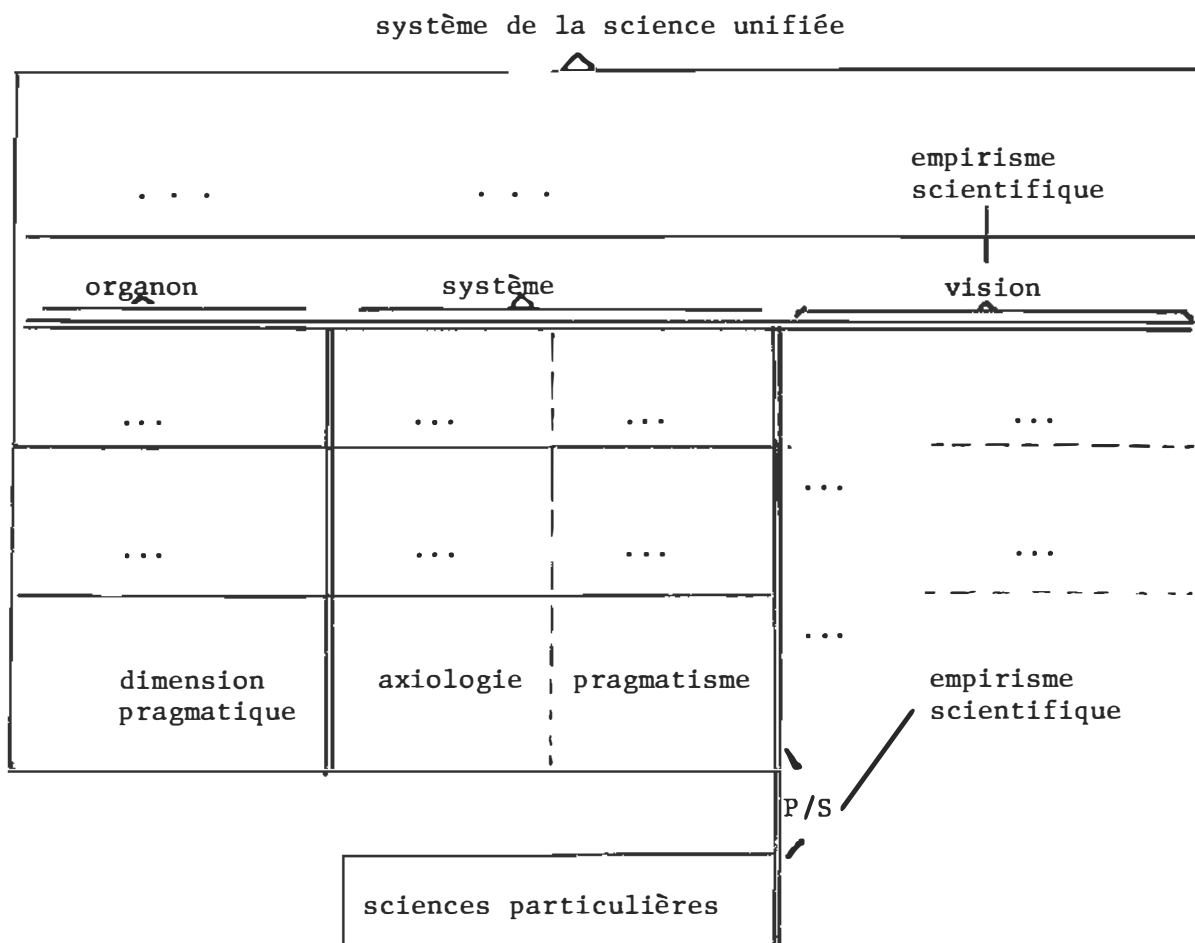 système de la science unifiée
empirisme
scientifique
... ...
organon système vision
... ... ... ...
...
... ... ... ...
...
dimension
pragmatique
axiologie pragmatisme
empirisme
scientifique
P/S
sciences particulières